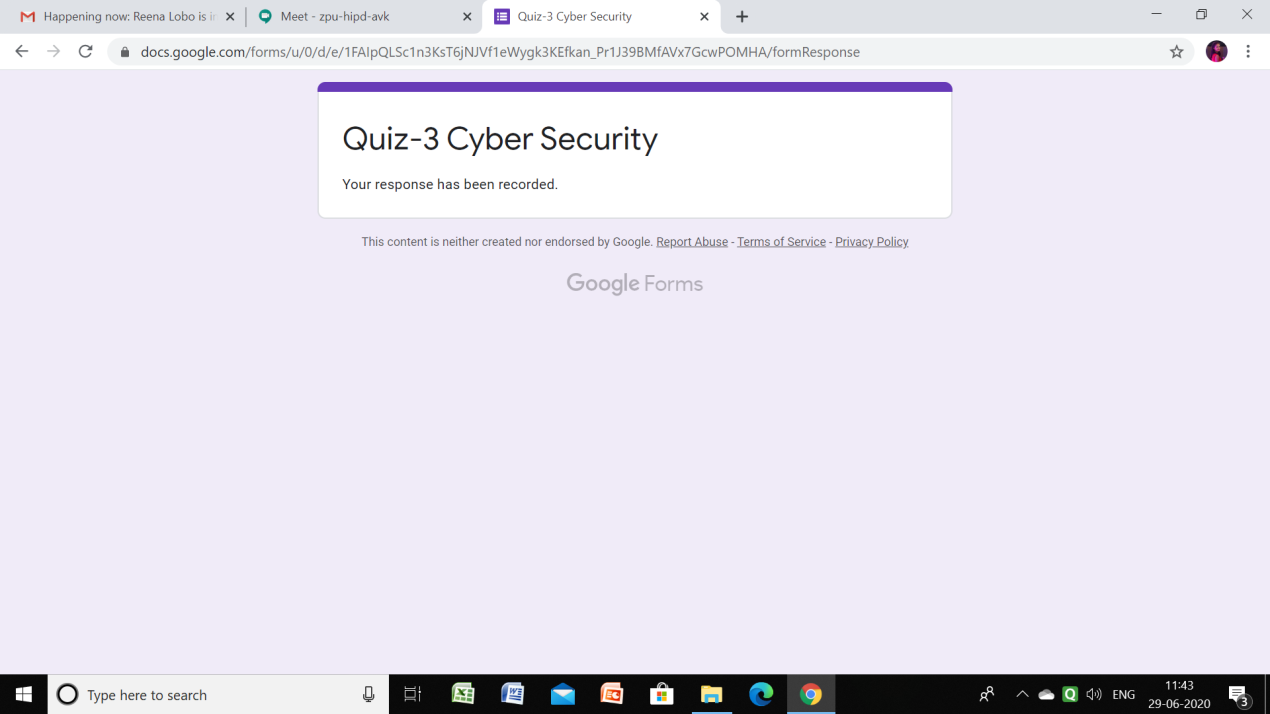 Happening now: Reena Lobo is in
Meet - zpu-hipd-avk
Quiz-3 Cyber Security
docs.google.com/forms/u/0/d/e/1FAIpQLSc1n3KsT6jNJVf1eWygk3KEfkan_Pr1J39BMfAVx7GcwPOMHA/formResponse
Quiz-3 Cyber Security
Your response has been recorded.
This content is neither created nor endorsed by Google. Report Abuse - Terms of Service - Privacy Policy
Google Forms
Type here to search
ENG
11:43
29-06-2020
3